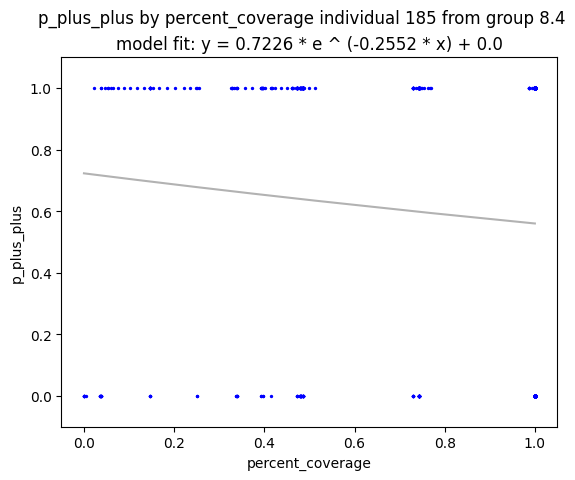 p_plus_plus by percent_coverage individual 185 from group 8.4
model fit: y = 0.7226 * e ^ (-0.2552 * x) + 0.0
1.0
0.8
0.6
0.4
0.2
0.0
p_plus_plus
0.0 0.2 0.4 0.6 0.8 1.0
percent_coverage